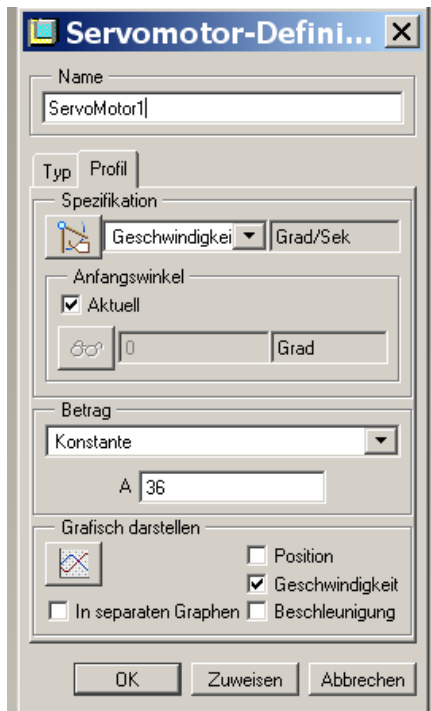 Servomotor-Defini...
Name
ServoMotor1
Typ Profil
Spezifikation
Geschwindigkei Grad/Sek
Anfangswinkel
Aktuell
0 Grad
Betrag
Konstante
A 36
Grafisch darstellen
Position
Geschwindigkeit
In separaten Graphen Beschleunigung
OK Zuweisen Abbrechen